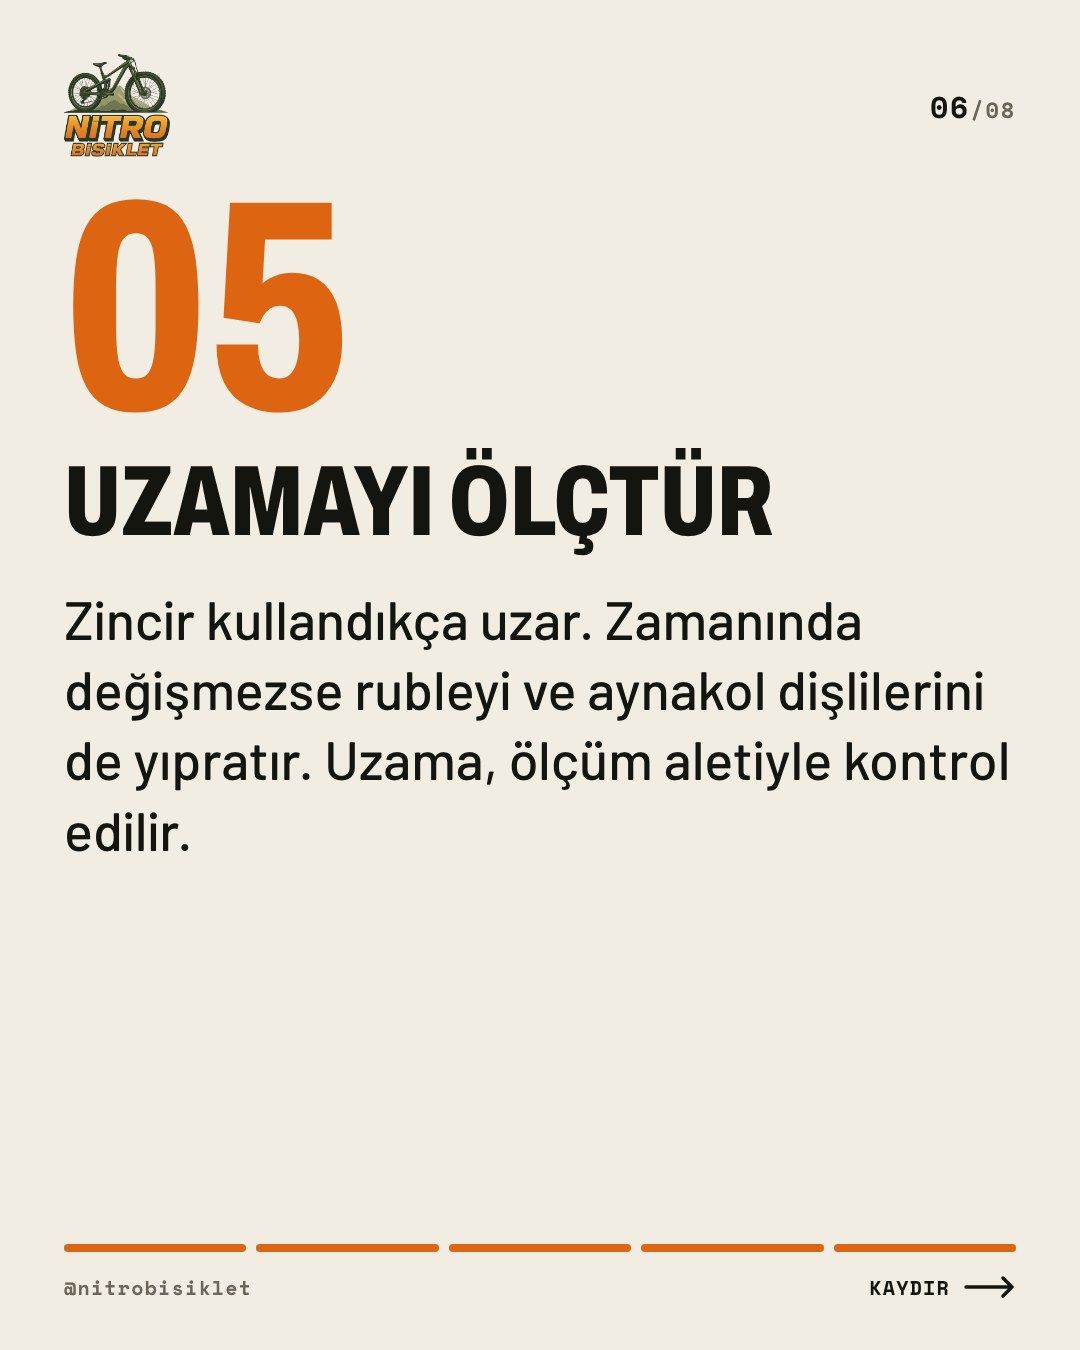 NiTRO
BISIKLET
06/08
05
UZAMAYI ÖLÇTÜR
Zincir kullandıkça uzar. Zamanında
değişmezse rubleyi ve aynakol dişlilerini
de yıpratır. Uzama, ölçüm aletiyle kontrol
edilir.
@nitrobisiklet
KAYDIR